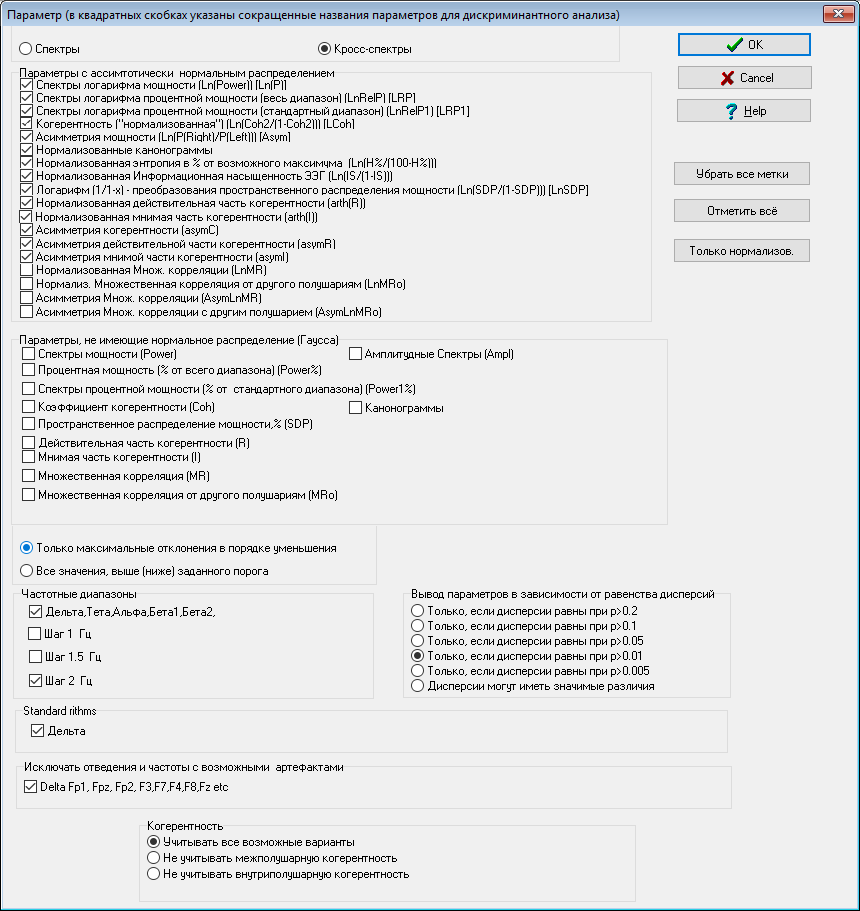 Параметр (в квадратных скобках указаны сокращенные названия параметров для дискриминантного анализа)
Спектры
Кросс-спектры
OK
Cancel
Help
Убрать все метки
Отметить всё
Только нормализов.
Параметры с ассимтотически нормальным распределением
Спектры логарифма мощности (Ln(Power)) [Ln(P)]
Спектры логарифма процентной мощности (весь диапазон) (LnRelP) [LRP]
Спектры логарифма процентной мощности (стандартный диапазон) (LnRelP1) [LRP1]
Когерентность ("нормализованная") (Ln(Coh2/(1-Coh2))) [LCoh]
Асимметрия мощности (Ln(P(Right)/P(Left))) [Asym]
Нормализованные канонограммы
Нормализованная энтропия в % от возможного максимума (Ln(H%/(100-H%)))
Нормализованная Информационная насыщенность ЭЭГ (Ln(IS/(1-IS)))
Логарифм (1/1-x) - преобразования пространственного распределения мощности (Ln(SDP/(1-SDP))) [LnSDP]
Нормализованная действительная часть когерентности (arth(R))
Нормализованная мнимая часть когерентности (arth(I))
Асимметрия когерентности (asymC)
Асимметрия действительной части когерентности (asymR)
Асимметрия мнимой части когерентности (asymI)
Нормализованная Множ. корреляции (LnMR)
Нормализ. Множественная корреляция от другого полушариям (LnMRo)
Асимметрия Множ. корреляции (AsymLnMR)
Асимметрия Множ. корреляции с другим полушарием (AsymLnMRo)
Параметры, не имеющие нормальное распределение (Гаусса)
Спектры мощности (Power)
Амплитудные Спектры (Ampl)
Процентная мощность (% от всего диапазона) (Power%)
Спектры процентной мощности (% от стандартного диапазона) (Power1%)
Коэффициент когерентности (Coh)
Канонограммы
Пространственное распределение мощности,% (SDP)
Действительная часть когерентности (R)
Мнимая часть когерентности (I)
Множественная корреляция (MR)
Множественная корреляция от другого полушариям (MRo)
Только максимальные отклонения в порядке уменьшения
Все значения, выше (ниже) заданного порога
Частотные диапазоны
Дельта,Тета,Альфа,Бета1,Бета2,
Шаг 1 Гц
Шаг 1.5 Гц
Шаг 2 Гц
Вывод параметров в зависимости от равенства дисперсий
Только, если дисперсии равны при p>0.2
Только, если дисперсии равны при p>0.1
Только, если дисперсии равны при p>0.05
Только, если дисперсии равны при p>0.01
Только, если дисперсии равны при p>0.005
Дисперсии могут иметь значимые различия
Standard rithms
Дельта
Исключать отведения и частоты с возможными артефактами
Delta Fp1, Fpz, Fp2, F3,F7,F4,F8,Fz etc
Когерентность
Учитывать все возможные варианты
Не учитывать межполушарную когерентность
Не учитывать внутриполушарную когерентность